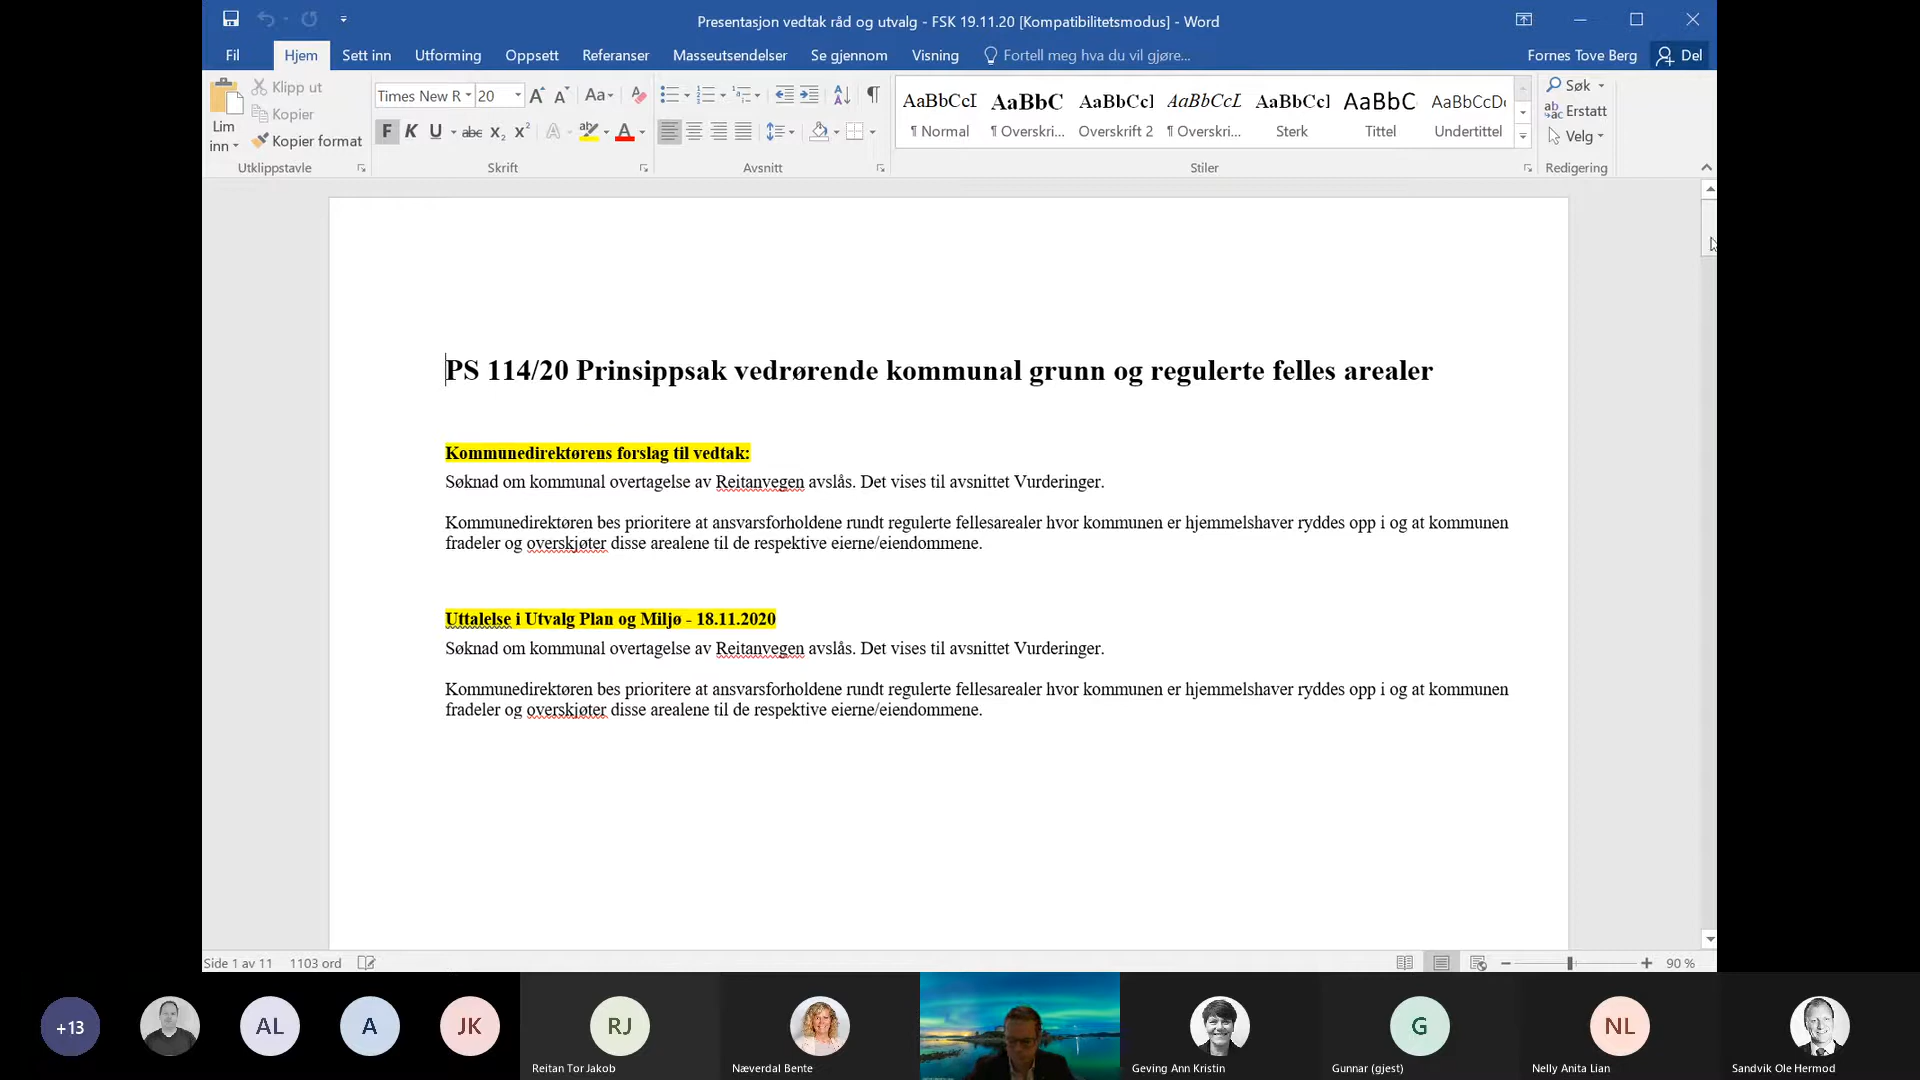 Presentasjon vedtak råd og utvalg - FSK 19.11.20 [Kompatibilitetsmodus] - Word
Fil Hjem Sett inn Utforming Oppsett Referanser Masseutsendelser Se gjennom Visning Fortell meg hva du vil gjøre... Fornes Tove Berg Del
Lim inn
Klipp ut
Kopier
Kopier format
Utklippstavle
Times New R 20 Aa
F K U abc x₂ x² A ab A
Skrift
Avsnitt
AaBbCcI AaBbC AaBbCcI AaBbCcL AaBbCcI AaBbC AaBbCcDc
¶ Normal ¶ Overskri... Overskrift 2 ¶ Overskri... Sterk Tittel Undertittel
Stiler
Søk
Erstatt
Velg
Redigering
PS 114/20 Prinsippsak vedrørende kommunal grunn og regulerte felles arealer
Kommunedirektørens forslag til vedtak:
Søknad om kommunal overtagelse av Reitanvegen avslås. Det vises til avsnittet Vurderinger.
Kommunedirektøren bes prioritere at ansvarsforholdene rundt regulerte fellesarealer hvor kommunen er hjemmelshaver ryddes opp i og at kommunen
fradeler og overskjøter disse arealene til de respektive eierne/eiendommene.
Uttalelse i Utvalg Plan og Miljø - 18.11.2020
Søknad om kommunal overtagelse av Reitanvegen avslås. Det vises til avsnittet Vurderinger.
Kommunedirektøren bes prioritere at ansvarsforholdene rundt regulerte fellesarealer hvor kommunen er hjemmelshaver ryddes opp i og at kommunen
fradeler og overskjøter disse arealene til de respektive eierne/eiendommene.
Side 1 av 11 1103 ord 90 %
+13 AL A JK RJ G NL
Reitan Tor Jakob Næverdal Bente Geving Ann Kristin Gunnar (gjest) Nelly Anita Lian Sandvik Ole Hermod